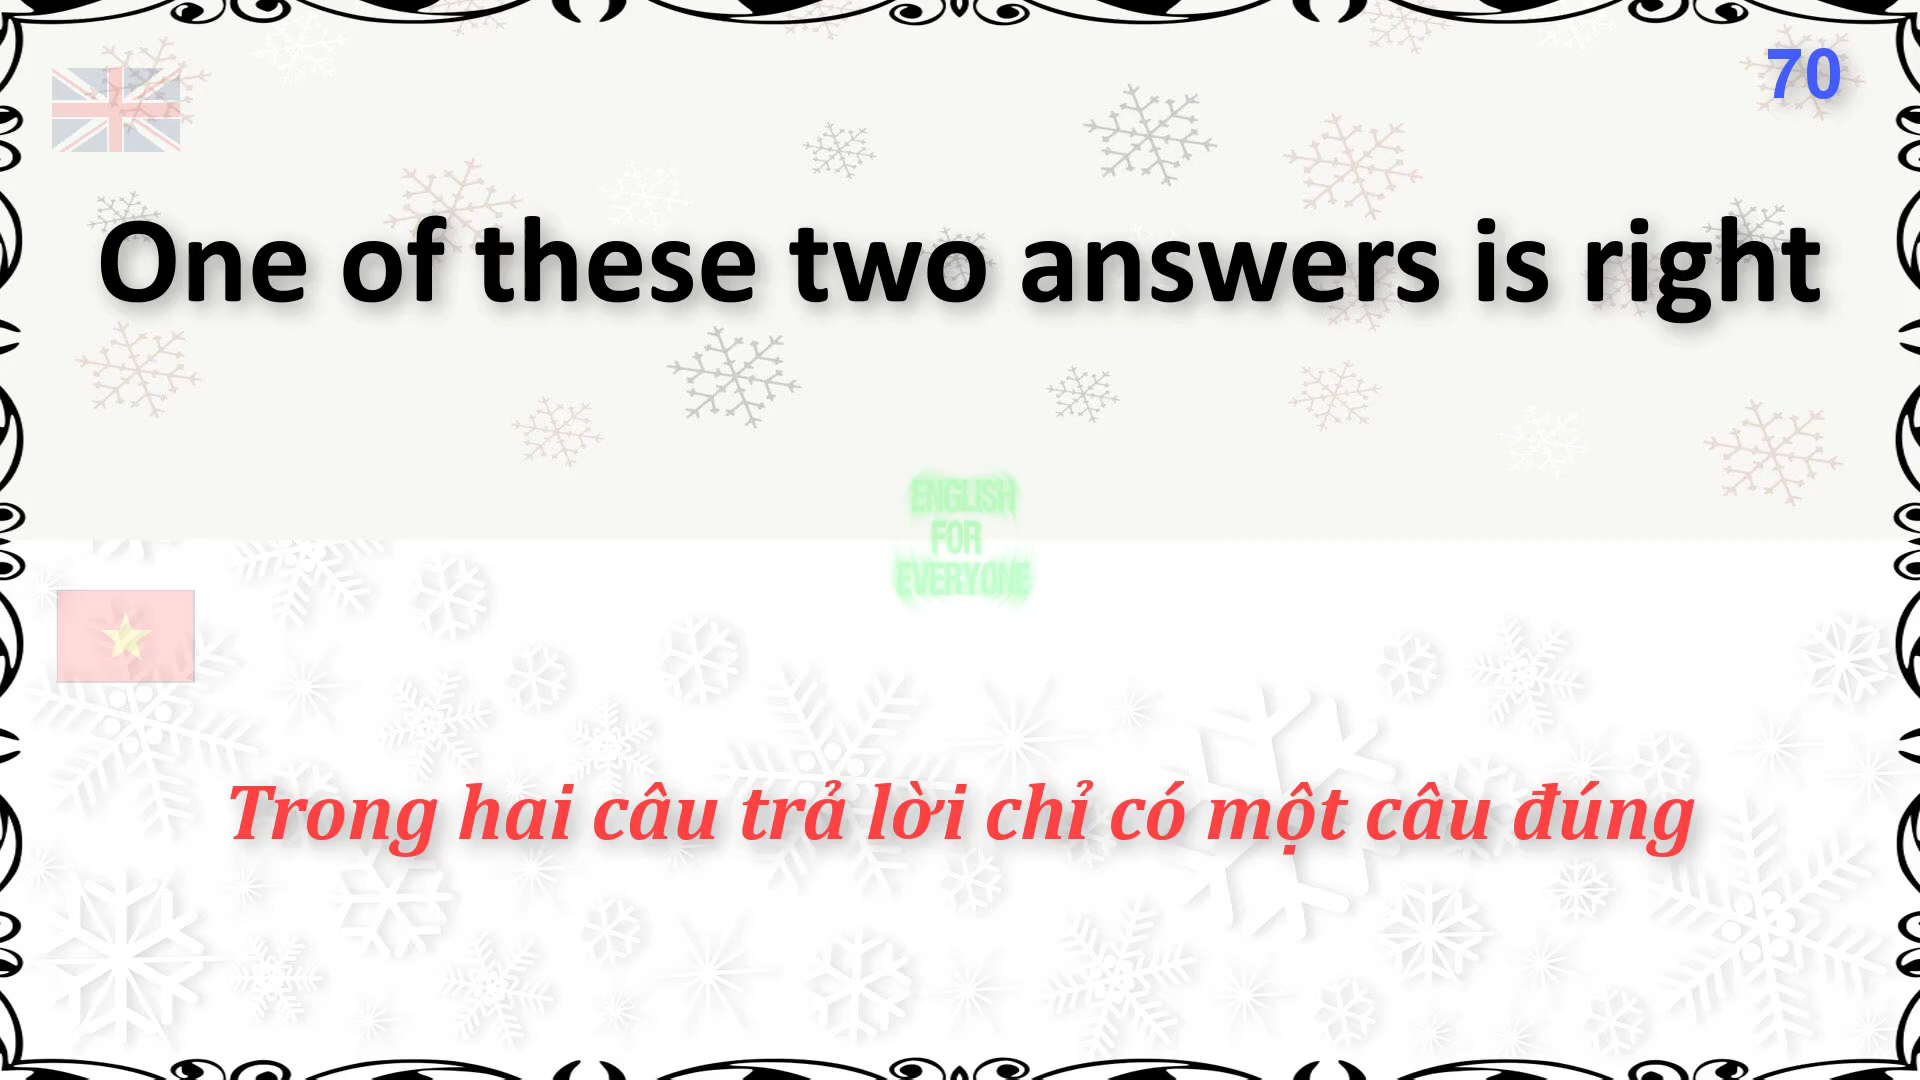 70
One of these two answers is right
ENGLISH
FOR
EVERYONE
Trong hai câu trả lời chỉ có một câu đúng